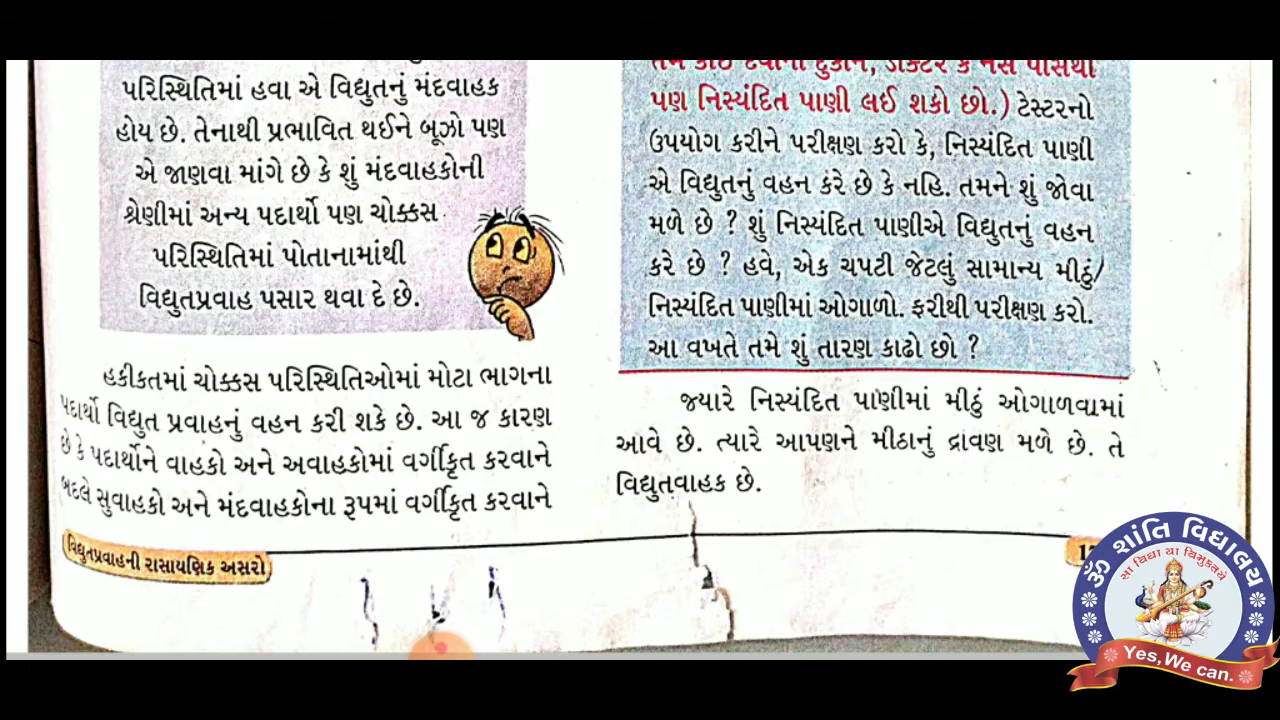 પરિસ્થિતિમાં હવા એ વિદ્યુતનું મંદવાહક
હોય છે. તેનાથી પ્રભાવિત થઈને બૂઝો પણ
એ જાણવા માંગે છે કે શું મંદવાહકોની
શ્રેણીમાં અન્ય પદાર્થો પણ ચોક્કસ
પરિસ્થિતિમાં પોતાનામાંથી
વિદ્યુતપ્રવાહ પસાર થવા દે છે.
હકીકતમાં ચોક્કસ પરિસ્થિતિઓમાં મોટા ભાગના
પદાર્થો વિદ્યુત પ્રવાહનું વહન કરી શકે છે. આ જ કારણ
છે કે પદાર્થોને વાહકો અને અવાહકોમાં વર્ગીકૃત કરવાને
બદલે સુવાહકો અને મંદવાહકોના રૂપમાં વર્ગીકૃત કરવાને
વિદ્યુતપ્રવાહની રાસાયણિક અસરો
તમે કોઈ દવાની દુકાન, ડૉક્ટર કે નર્સ પાસેથી
પણ નિસ્યંદિત પાણી લઈ શકો છો.) ટેસ્ટરનો
ઉપયોગ કરીને પરીક્ષણ કરો કે, નિસ્યંદિત પાણી
એ વિદ્યુતનું વહન કરે છે કે નહિ. તમને શું જોવા
મળે છે ? શું નિસ્યંદિત પાણીએ વિદ્યુતનું વહન
કરે છે ? હવે, એક ચપટી જેટલું સામાન્ય મીઠું
નિસ્યંદિત પાણીમાં ઓગાળો. ફરીથી પરીક્ષણ કરો.
આ વખતે તમે શું તારણ કાઢો છો ?
જ્યારે નિસ્યંદિત પાણીમાં મીઠું ઓગાળવામાં
આવે છે. ત્યારે આપણને મીઠાનું દ્રાવણ મળે છે. તે
વિદ્યુતવાહક છે.
ૐ શાંતિ વિદ્યાલય
સા વિદ્યા યા વિમુક્તયે
Yes, We can.